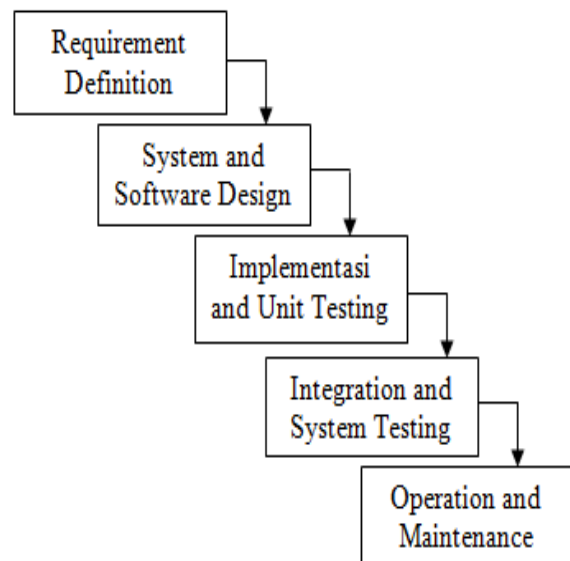 Requirement
Definition
System and
Software Design
Implementasi
and Unit Testing
Integration and
System Testing
Operation and
Maintenance